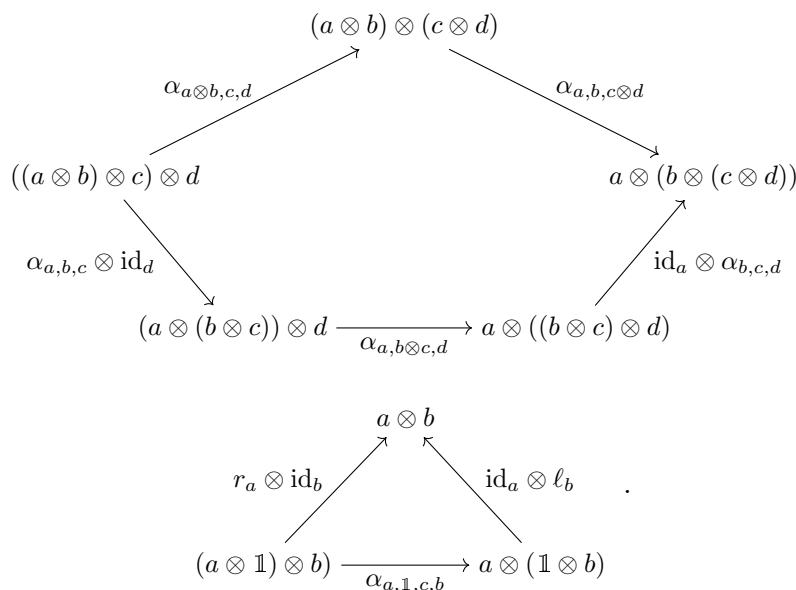 (a ⊗ b) ⊗ (c ⊗ d)
α_{a⊗b,c,d} α_{a,b,c⊗d}
((a ⊗ b) ⊗ c) ⊗ d a ⊗ (b ⊗ (c ⊗ d))
α_{a,b,c} ⊗ id_d id_a ⊗ α_{b,c,d}
(a ⊗ (b ⊗ c)) ⊗ d a ⊗ ((b ⊗ c) ⊗ d)
α_{a,b⊗c,d}
a ⊗ b
r_a ⊗ id_b id_a ⊗ ℓ_b .
(a ⊗ 𝟙) ⊗ b) a ⊗ (𝟙 ⊗ b)
α_{a,𝟙,c,b}